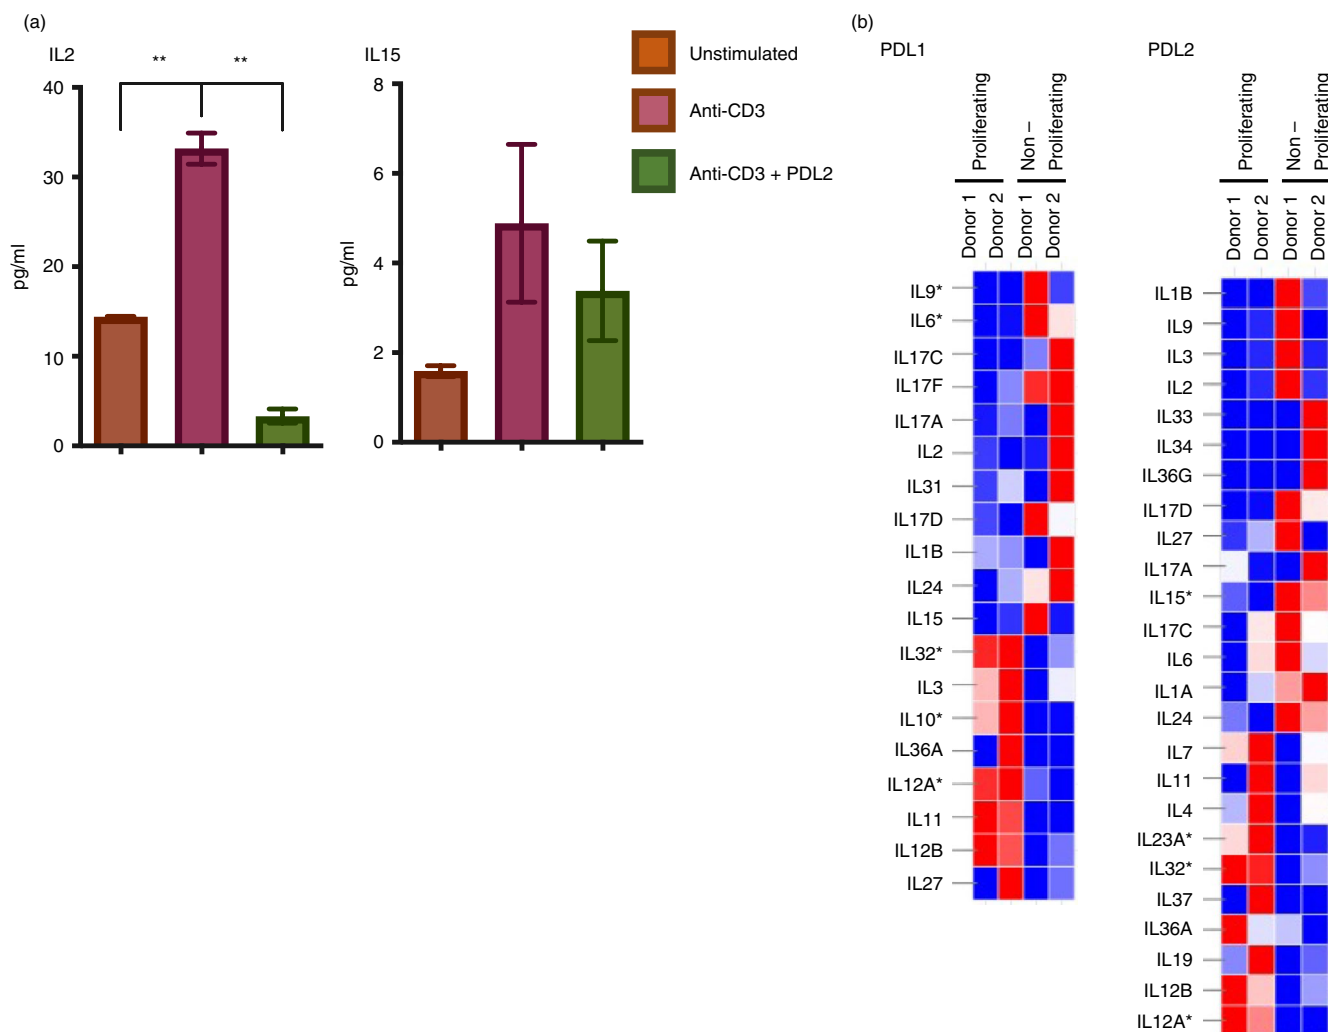 (a)
IL2
**
**
40
30
20
10
0
pg/ml
IL15
8
6
4
2
0
pg/ml
Unstimulated
Anti-CD3
Anti-CD3 + PDL2
(b)
PDL1
Proliferating
Non –
Proliferating
Donor 1
Donor 2
Donor 1
Donor 2
IL9*
IL6*
IL17C
IL17F
IL17A
IL2
IL31
IL17D
IL1B
IL24
IL15
IL32*
IL3
IL10*
IL36A
IL12A*
IL11
IL12B
IL27
PDL2
Proliferating
Non –
Proliferating
Donor 1
Donor 2
Donor 1
Donor 2
IL1B
IL9
IL3
IL2
IL33
IL34
IL36G
IL17D
IL27
IL17A
IL15*
IL17C
IL6
IL1A
IL24
IL7
IL11
IL4
IL23A*
IL32*
IL37
IL36A
IL19
IL12B
IL12A*